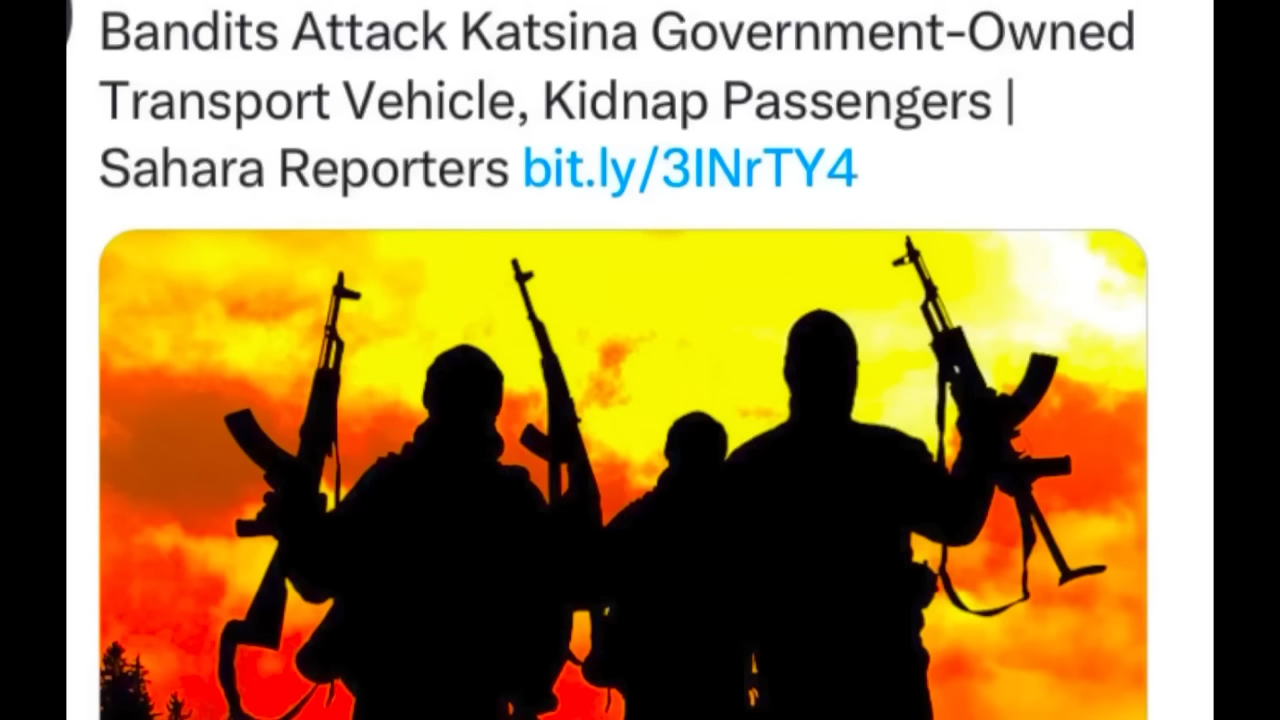 Bandits Attack Katsina Government-Owned
Transport Vehicle, Kidnap Passengers |
Sahara Reporters bit.ly/3INrTY4